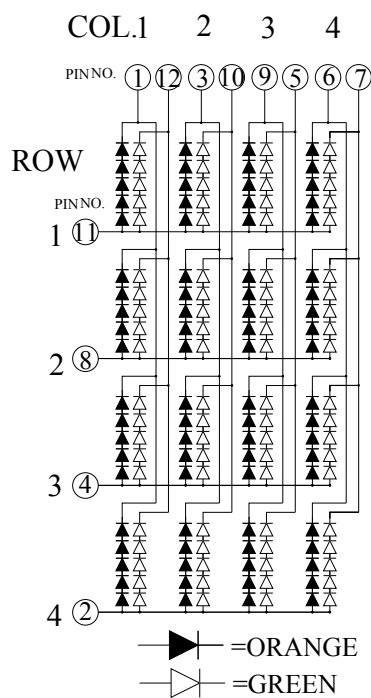 COL.1 2 3 4
PIN NO. 1 12 3 10 9 5 6 7
ROW
PIN NO.
1 11
2 8
3 4
4 2
=ORANGE
=GREEN